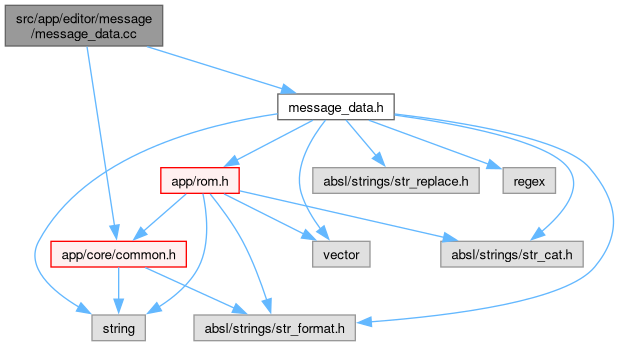 src/app/editor/message
/message_data.cc
message_data.h
app/rom.h
absl/strings/str_replace.h
regex
app/core/common.h
vector
absl/strings/str_cat.h
string
absl/strings/str_format.h